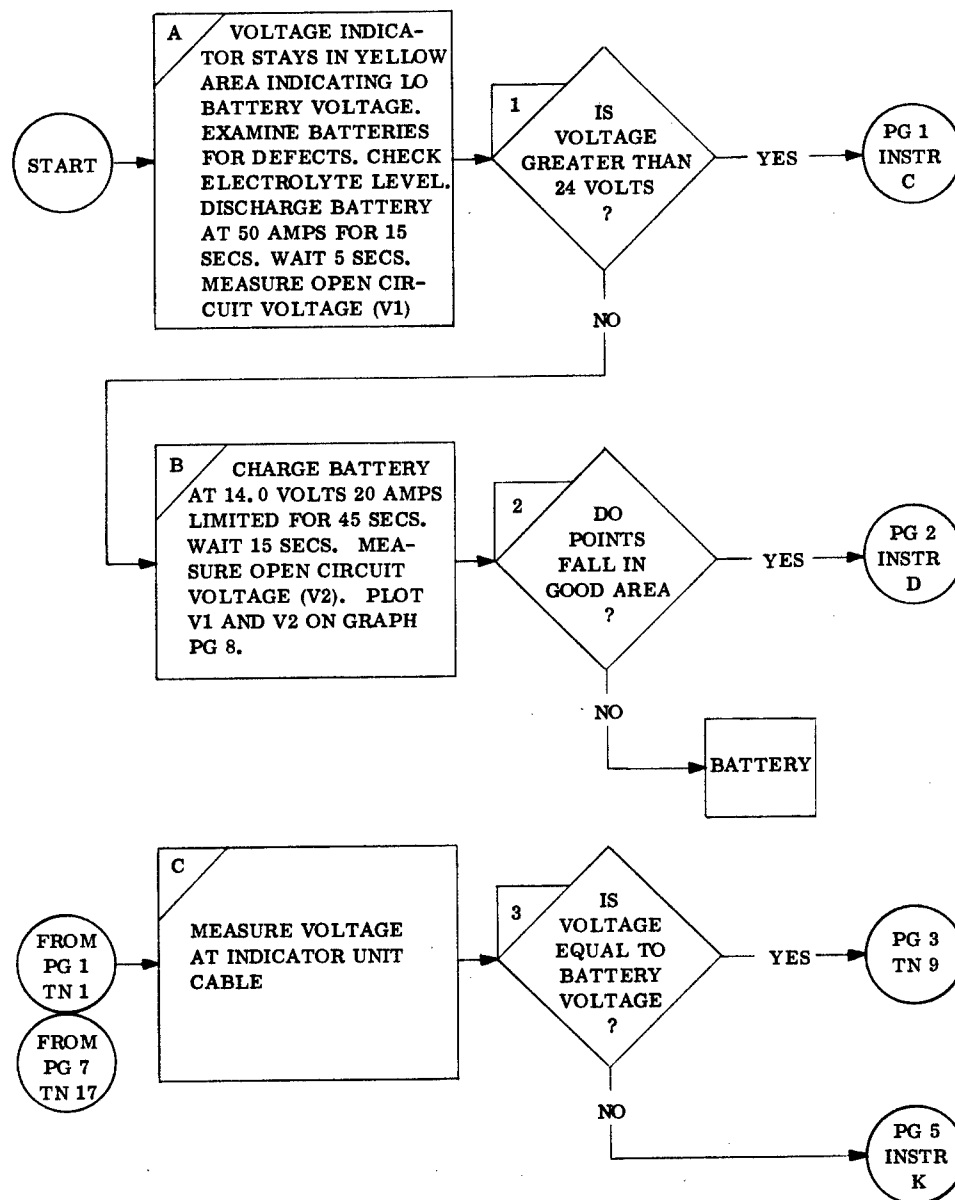 START
A
VOLTAGE INDICA-
TOR STAYS IN YELLOW
AREA INDICATING LO
BATTERY VOLTAGE.
EXAMINE BATTERIES
FOR DEFECTS. CHECK
ELECTROLYTE LEVEL.
DISCHARGE BATTERY
AT 50 AMPS FOR 15
SECS. WAIT 5 SECS.
MEASURE OPEN CIR-
CUIT VOLTAGE (V1)
1
IS
VOLTAGE
GREATER THAN
24 VOLTS
?
YES
PG 1
INSTR
C
NO
B
CHARGE BATTERY
AT 14.0 VOLTS 20 AMPS
LIMITED FOR 45 SECS.
WAIT 15 SECS. MEA-
SURE OPEN CIRCUIT
VOLTAGE (V2). PLOT
V1 AND V2 ON GRAPH
PG 8.
2
DO
POINTS
FALL IN
GOOD AREA
?
YES
PG 2
INSTR
D
NO
BATTERY
FROM
PG 1
TN 1
FROM
PG 7
TN 17
C
MEASURE VOLTAGE
AT INDICATOR UNIT
CABLE
3
IS
VOLTAGE
EQUAL TO
BATTERY
VOLTAGE
?
YES
PG 3
TN 9
NO
PG 5
INSTR
K